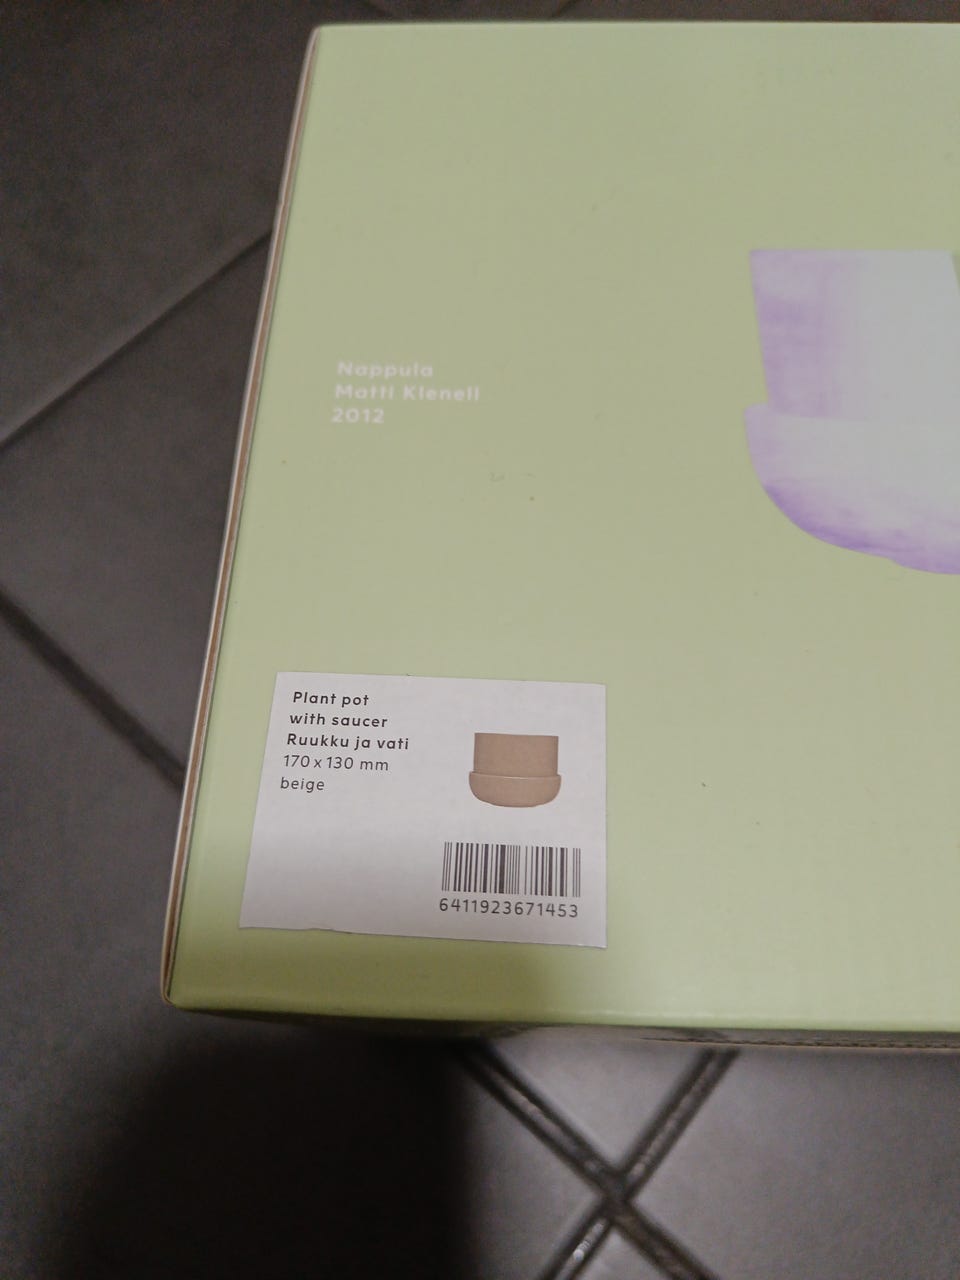 Nappula
Matti Klenell
2012
Plant pot
with saucer
Ruukku ja vati
170 x 130 mm
beige
6411923671453